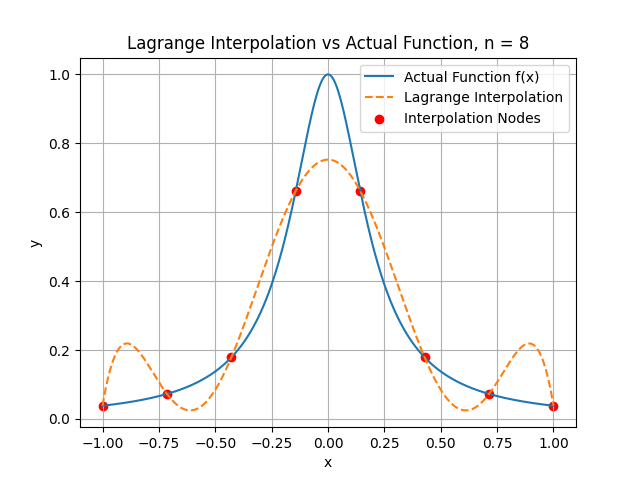 Lagrange Interpolation vs Actual Function, n = 8
Actual Function f(x)
Lagrange Interpolation
Interpolation Nodes
1.0
0.8
0.6
0.4
0.2
0.0
y
−1.00 −0.75 −0.50 −0.25 0.00 0.25 0.50 0.75 1.00
x